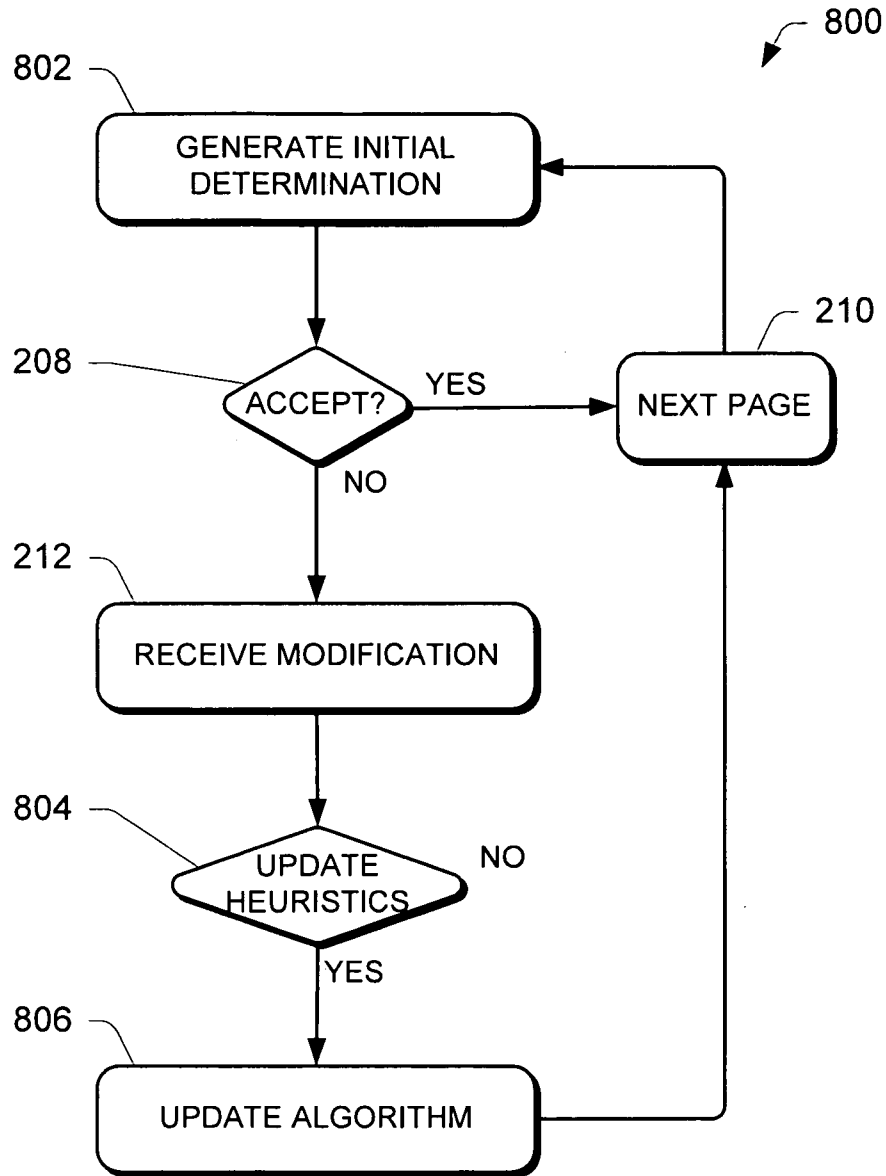 800
802
GENERATE INITIAL
DETERMINATION
210
208
ACCEPT?
YES
NEXT PAGE
NO
212
RECEIVE MODIFICATION
804
UPDATE
HEURISTICS
NO
YES
806
UPDATE ALGORITHM